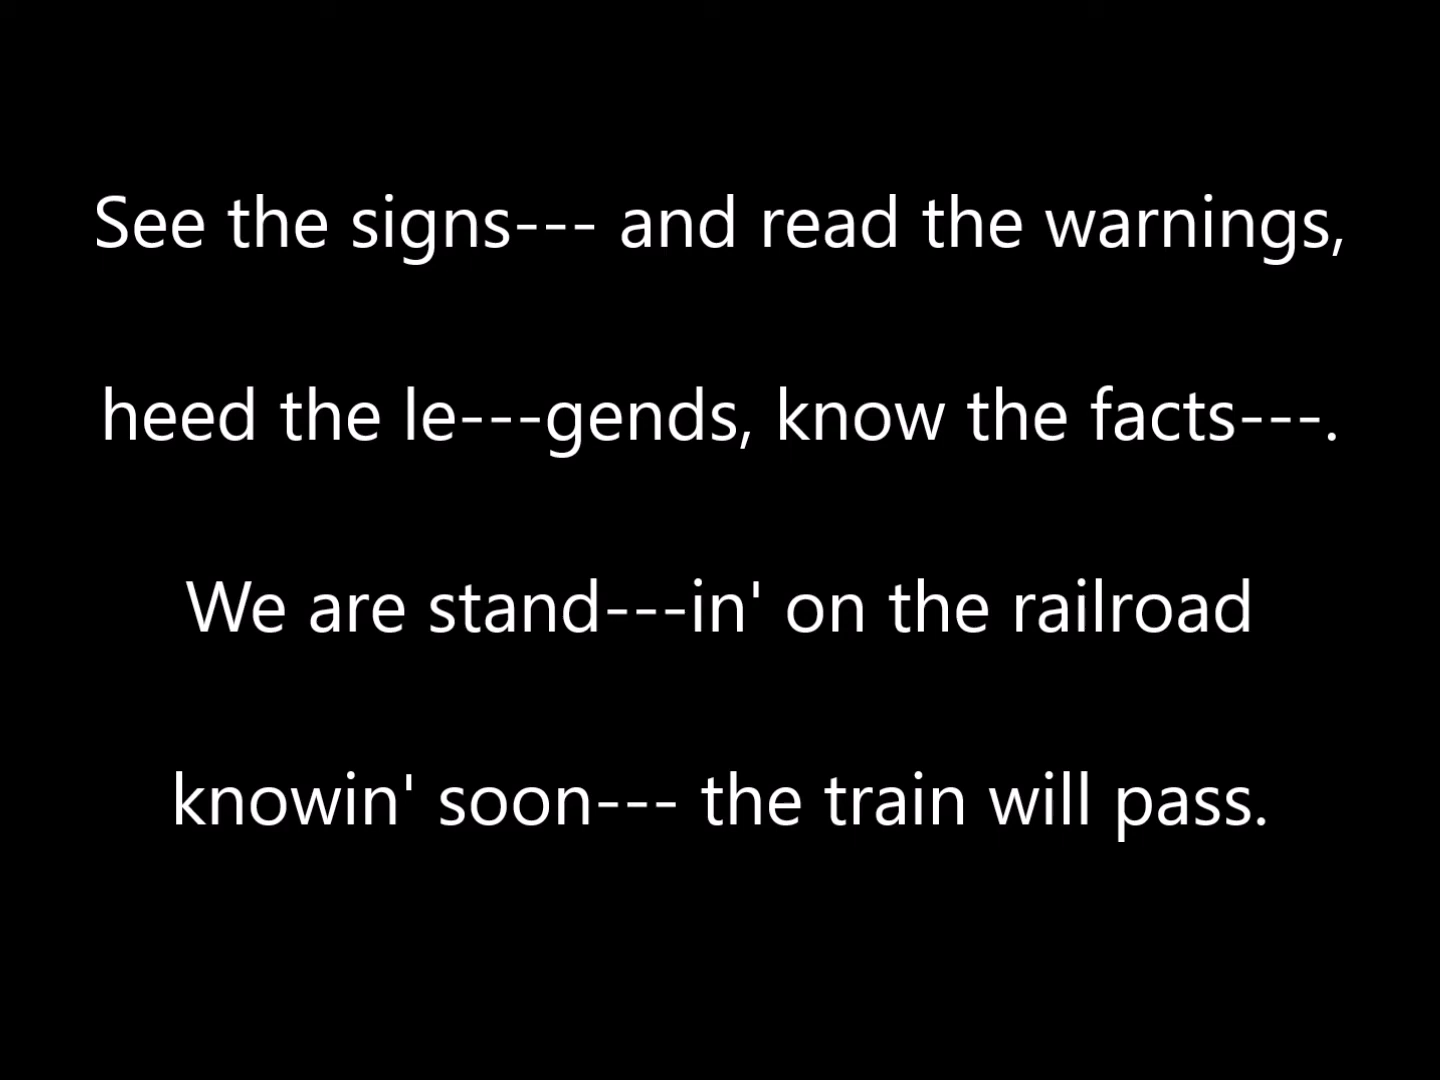 See the signs--- and read the warnings,
heed the le---gends, know the facts---.
We are stand---in' on the railroad
knowin' soon--- the train will pass.